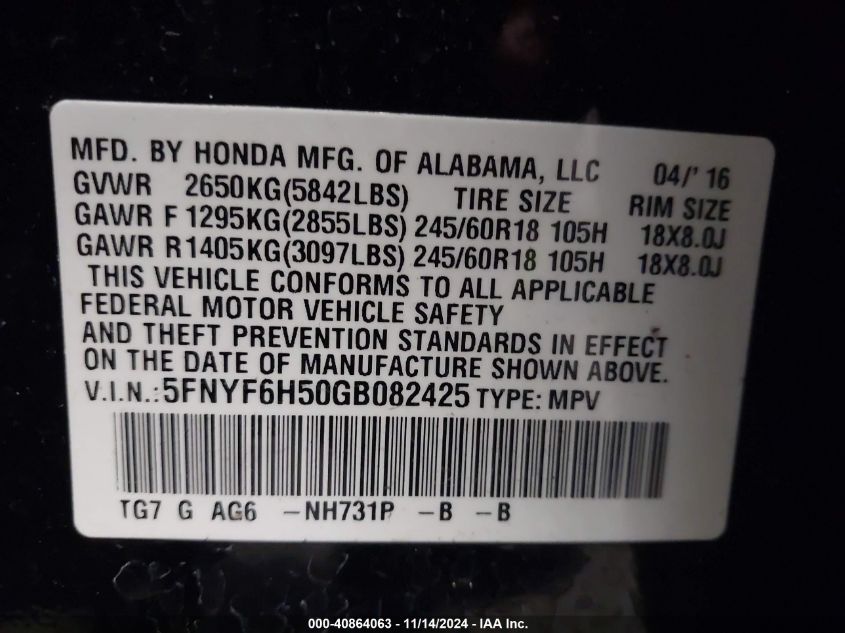 MFD. BY HONDA MFG. OF ALABAMA, LLC 04/'16
GVWR 2650KG(5842LBS) TIRE SIZE RIM SIZE
GAWR F 1295KG(2855LBS) 245/60R18 105H 18X8.0J
GAWR R1405KG(3097LBS) 245/60R18 105H 18X8.0J
THIS VEHICLE CONFORMS TO ALL APPLICABLE
FEDERAL MOTOR VEHICLE SAFETY
AND THEFT PREVENTION STANDARDS IN EFFECT
ON THE DATE OF MANUFACTURE SHOWN ABOVE.
V.I.N.:5FNYF6H50GB082425 TYPE: MPV
TG7 G AG6 -NH731P -B -B
000-40864063 - 11/14/2024 - IAA Inc.